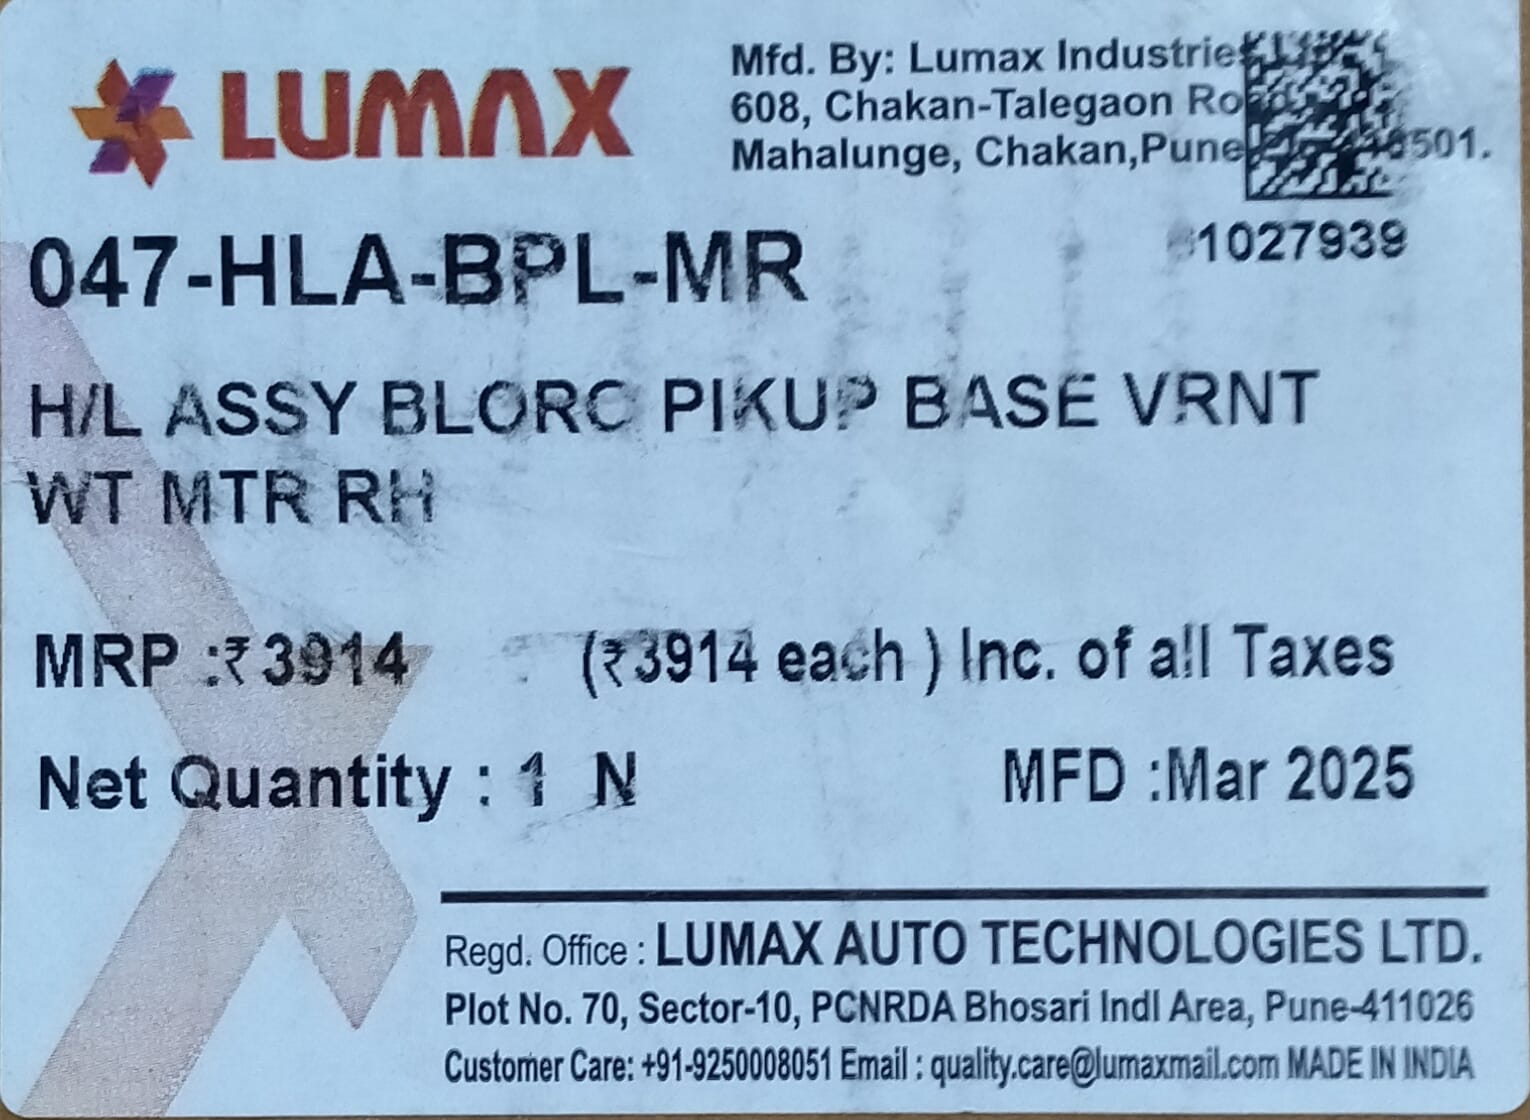 LUMAX
Mfd. By: Lumax Industries
608, Chakan-Talegaon Road
Mahalunge, Chakan,Pune
047-HLA-BPL-MR
1027939
H/L ASSY BLORC PIKUP BASE VRNT
WT MTR RH
MRP :₹3914 (₹3914 each ) Inc. of all Taxes
Net Quantity : 1 N
MFD :Mar 2025
Regd. Office : LUMAX AUTO TECHNOLOGIES LTD.
Plot No. 70, Sector-10, PCNRDA Bhosari Indl Area, Pune-411026
Customer Care: +91-9250008051 Email : quality.care@lumaxmail.com MADE IN INDIA